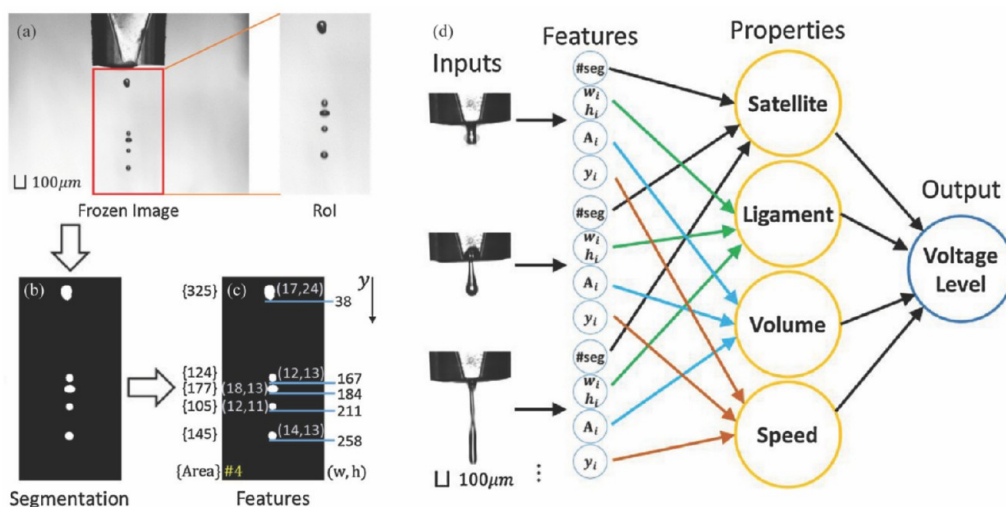 (a)
100μm
Frozen Image
RoI
(b)
Segmentation
(c)
y
{325}
(17,24)
38
{124}
(12,13)
167
{177}
(18,13)
184
{105}
(12,11)
211
{145}
(14,13)
258
{Area}
#4
(w, h)
Features
(d)
Inputs
Features
Properties
Output
#seg
w_i
h_i
A_i
y_i
#seg
w_i
h_i
A_i
y_i
#seg
w_i
h_i
A_i
y_i
100μm
⋮
Satellite
Ligament
Volume
Speed
Voltage
Level